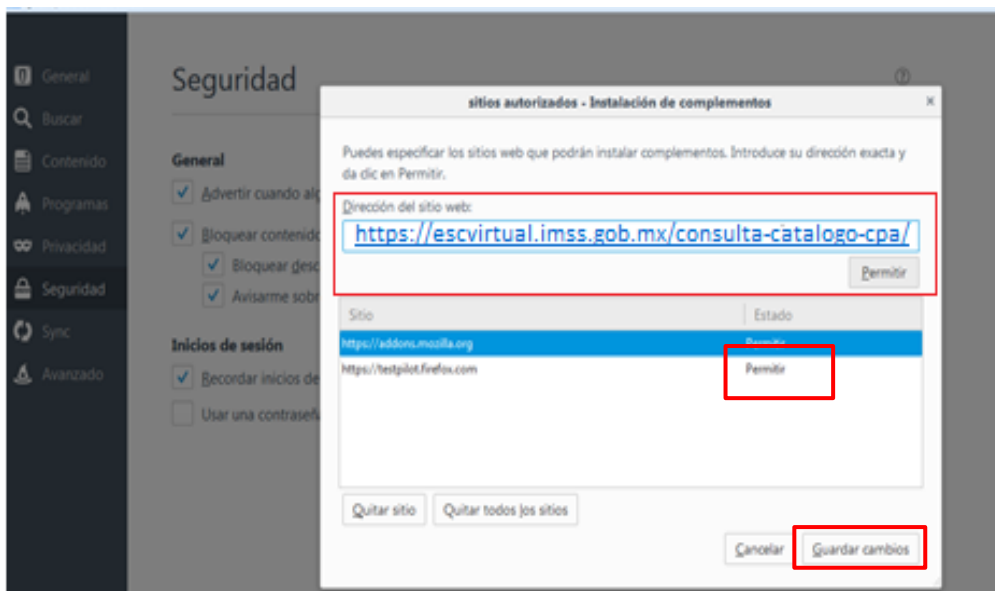 General
Buscar
Contenido
Programas
Privacidad
Seguridad
Sync
Avanzado
Seguridad
General
Advertir cuando alg
Bloquear contenido
Bloquear desc
Avisarme sobr
Inicios de sesión
Recordar inicios de
Usar una contraseñ
sitios autorizados - Instalación de complementos
Puedes especificar los sitios web que podrán instalar complementos. Introduce su dirección exacta y
da clic en Permitir.
Dirección del sitio web:
https://escvirtual.imss.gob.mx/consulta-catalogo-cpa/
Permitir
Sitio Estado
https://addons.mozilla.org Permitir
https://testpilot.firefox.com Permitir
Quitar sitio Quitar todos los sitios
Cancelar Guardar cambios